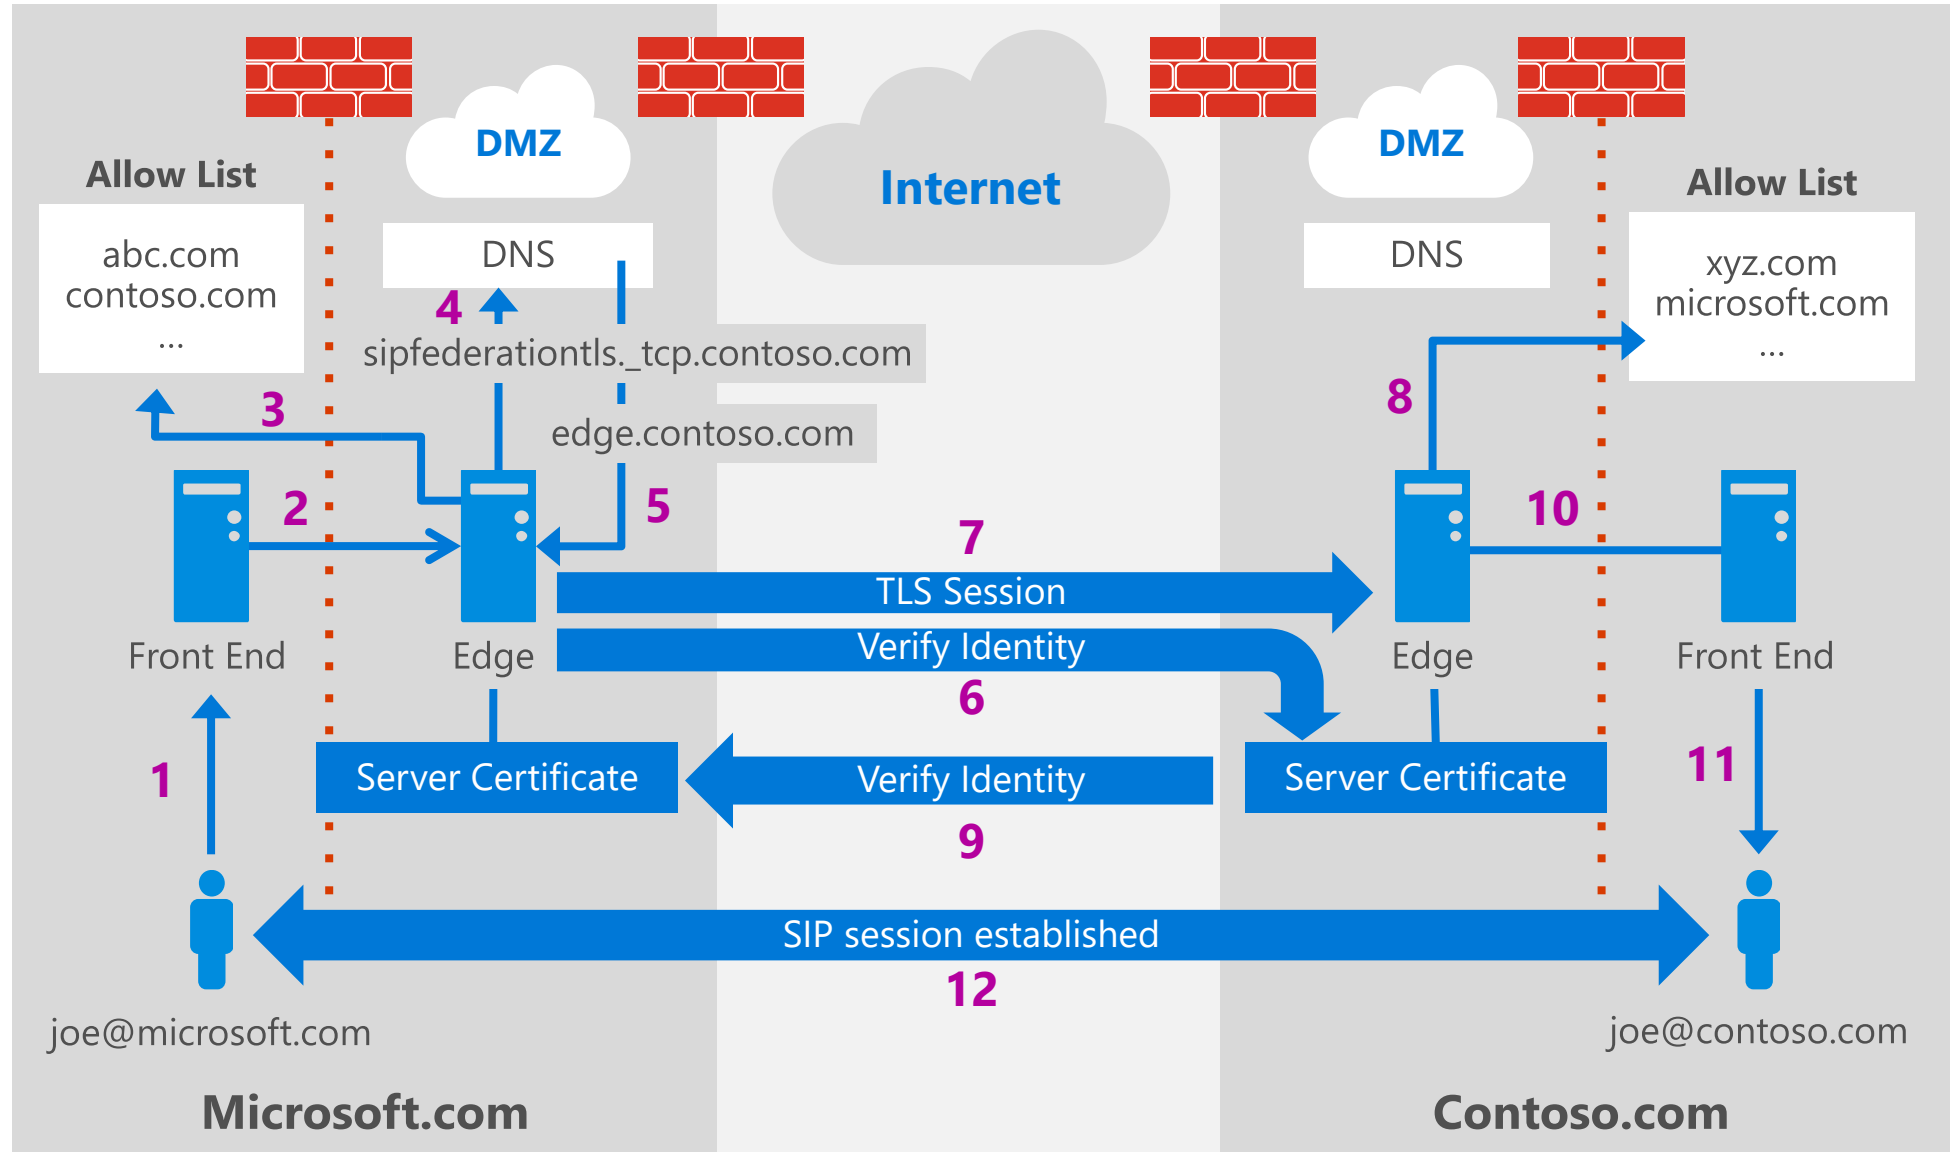 DMZ
DMZ
Internet
Allow List
Allow List
abc.com
contoso.com
...
DNS
DNS
xyz.com
microsoft.com
...
4
sipfederationtls._tcp.contoso.com
3
8
edge.contoso.com
2
5
10
7
TLS Session
Verify Identity
Front End
Edge
Edge
Front End
6
1
Server Certificate
Verify Identity
Server Certificate
11
9
SIP session established
12
joe@microsoft.com
joe@contoso.com
Microsoft.com
Contoso.com